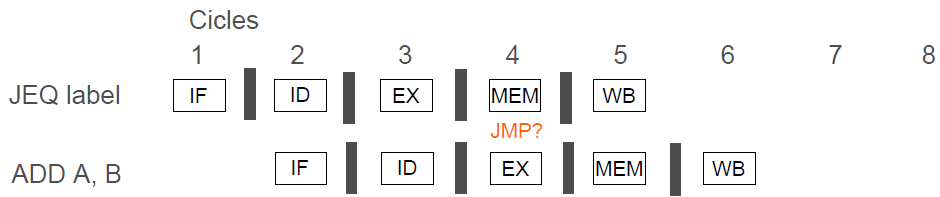 Cicles
1 2 3 4 5 6 7 8
JEQ label IF ID EX MEM WB
JMP?
ADD A, B IF ID EX MEM WB